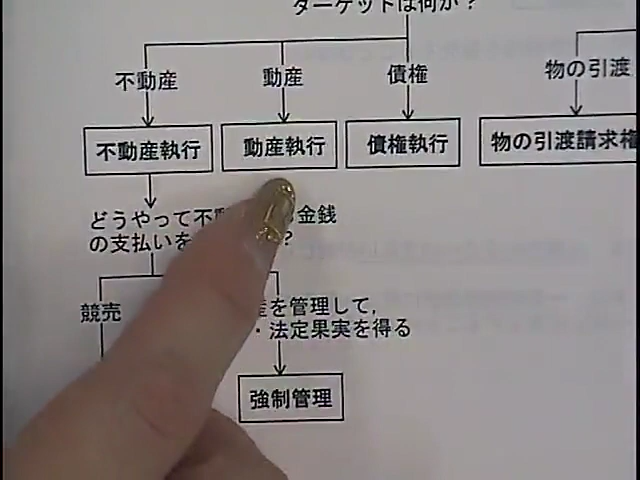 ターゲットは何か?
不動産
動産
債権
物の引渡
不動産執行
動産執行
債権執行
物の引渡請求権
どうやって不動 金銭
の支払いを ?
競売
を管理して,
・法定果実を得る
強制管理